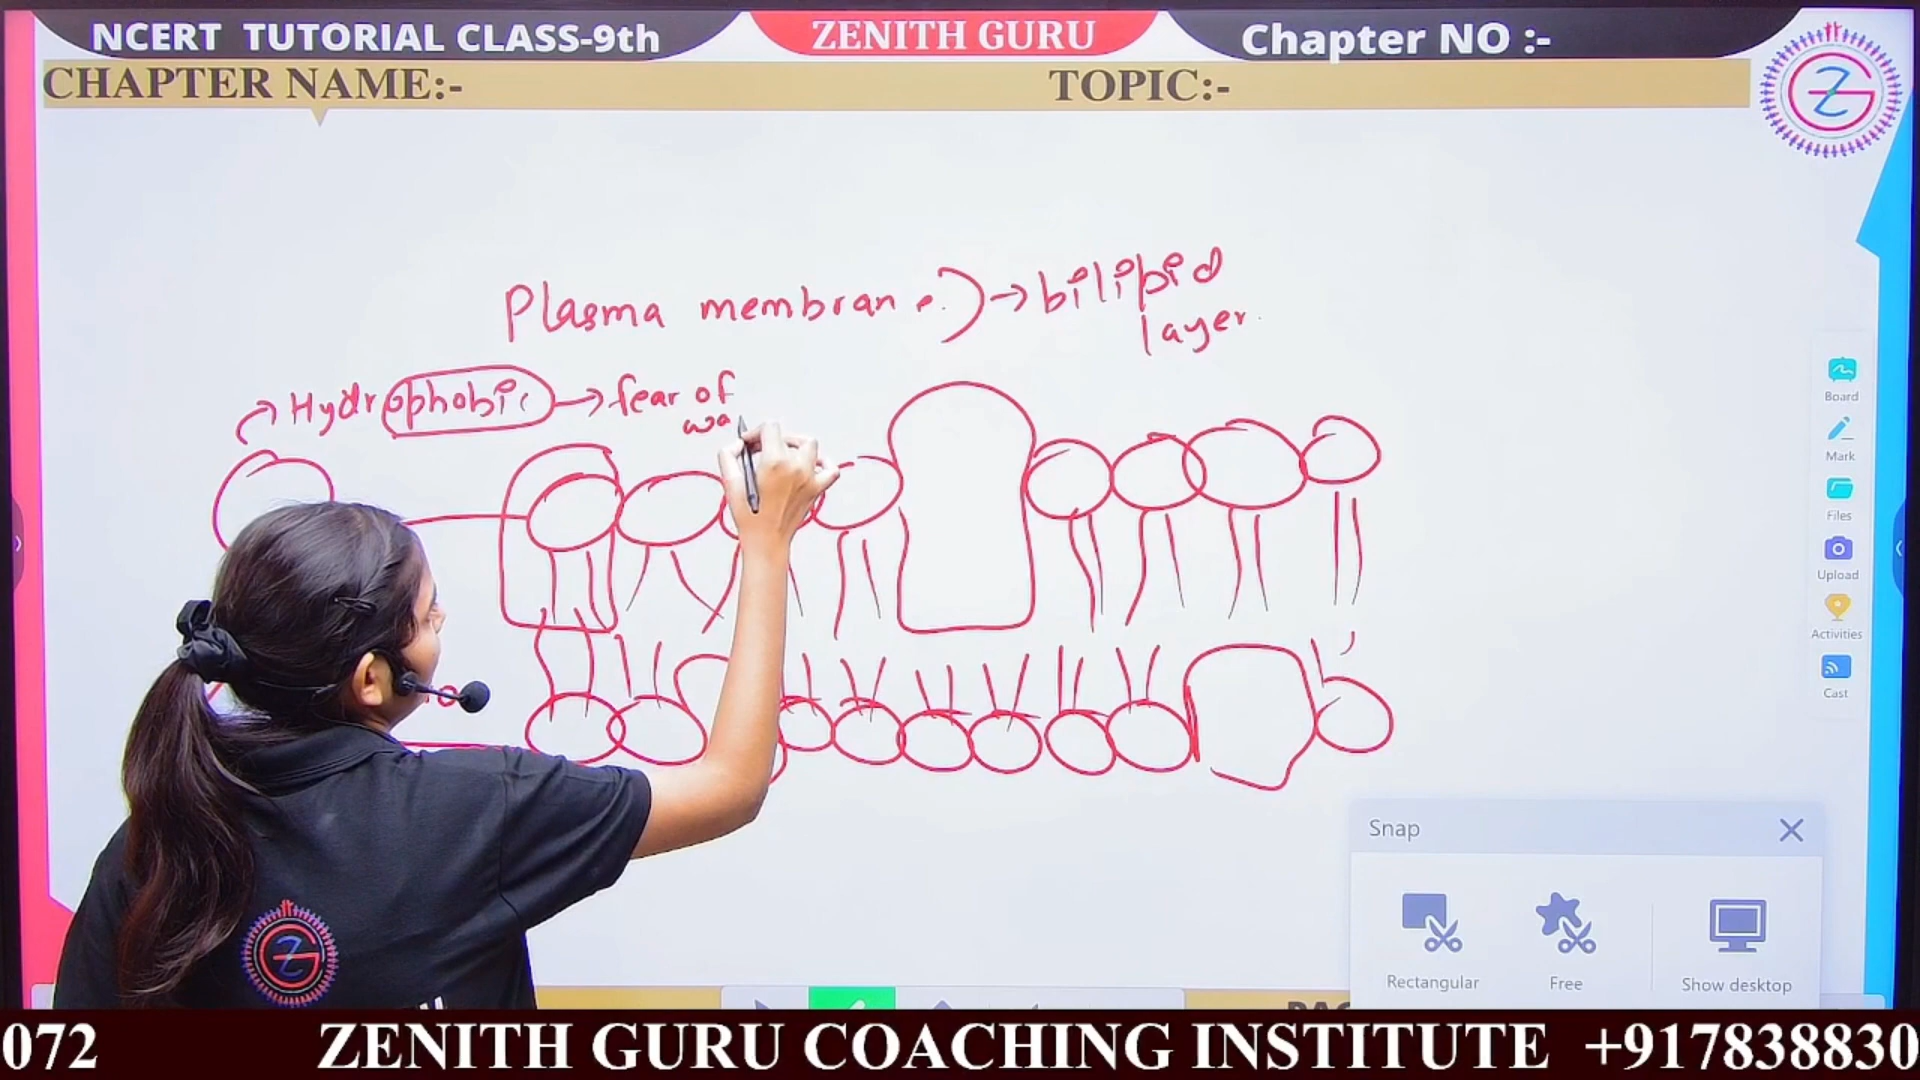 NCERT TUTORIAL CLASS-9th
ZENITH GURU
Chapter NO :-
CHAPTER NAME:-
TOPIC:-
Plasma membrane → bilipid
layer
Hydrophobic → fear of
wa
Board
Mark
Files
Upload
Activities
Cast
Snap
Rectangular
Free
Show desktop
072 ZENITH GURU COACHING INSTITUTE +917838830